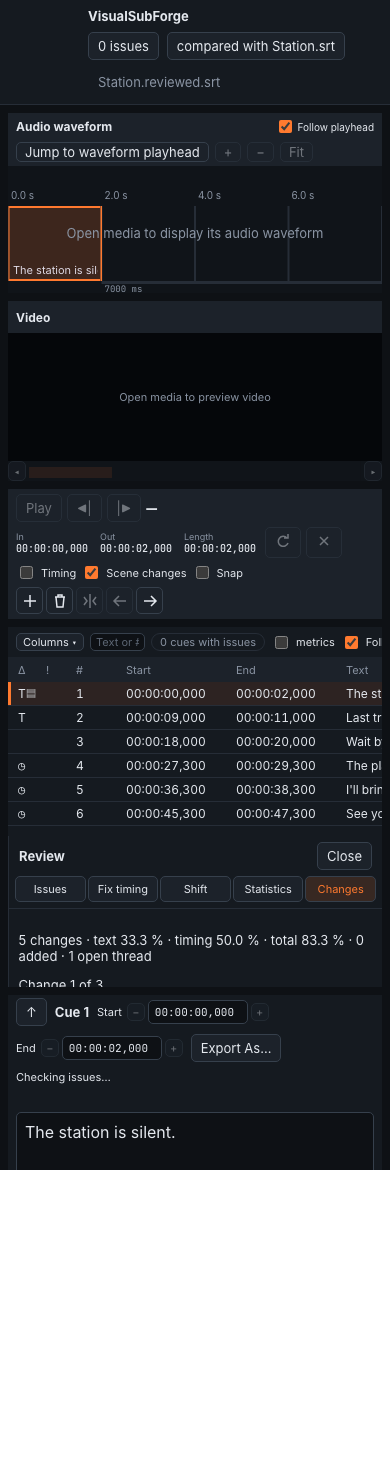 VisualSubForge
0 issues compared with Station.srt
Station.reviewed.srt
Audio waveform Follow playhead
Jump to waveform playhead + − Fit
0.0 s 2.0 s 4.0 s 6.0 s
Open media to display its audio waveform
The station is sil
7000 ms
Video
Open media to preview video
Play —
In Out Length
00:00:00,000 00:00:02,000 00:00:02,000
Timing Scene changes Snap
Columns Text or 0 cues with issues metrics Foll
Δ ! # Start End Text
T 1 00:00:00,000 00:00:02,000 The st
T 2 00:00:09,000 00:00:11,000 Last tr
3 00:00:18,000 00:00:20,000 Wait b
4 00:00:27,300 00:00:29,300 The pl
5 00:00:36,300 00:00:38,300 I'll brin
6 00:00:45,300 00:00:47,300 See yo
Review Close
Issues Fix timing Shift Statistics Changes
5 changes · text 33.3 % · timing 50.0 % · total 83.3 % · 0
added · 1 open thread
Change 1 of 3
↑ Cue 1 Start − 00:00:00,000 +
End − 00:00:02,000 + Export As…
Checking issues…
The station is silent.